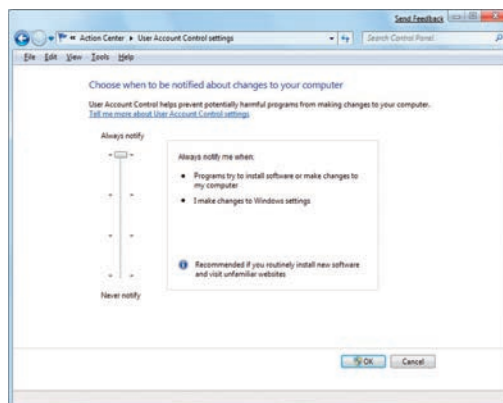 Send Feedback
« Action Center ▸ User Account Control settings
Search Control Panel
File Edit View Tools Help
Choose when to be notified about changes to your computer
User Account Control helps prevent potentially harmful programs from making changes to your computer.
Tell me more about User Account Control settings
Always notify
Always notify me when:
• Programs try to install software or make changes to
my computer
• I make changes to Windows settings
Recommended if you routinely install new software
and visit unfamiliar websites
Never notify
OK Cancel